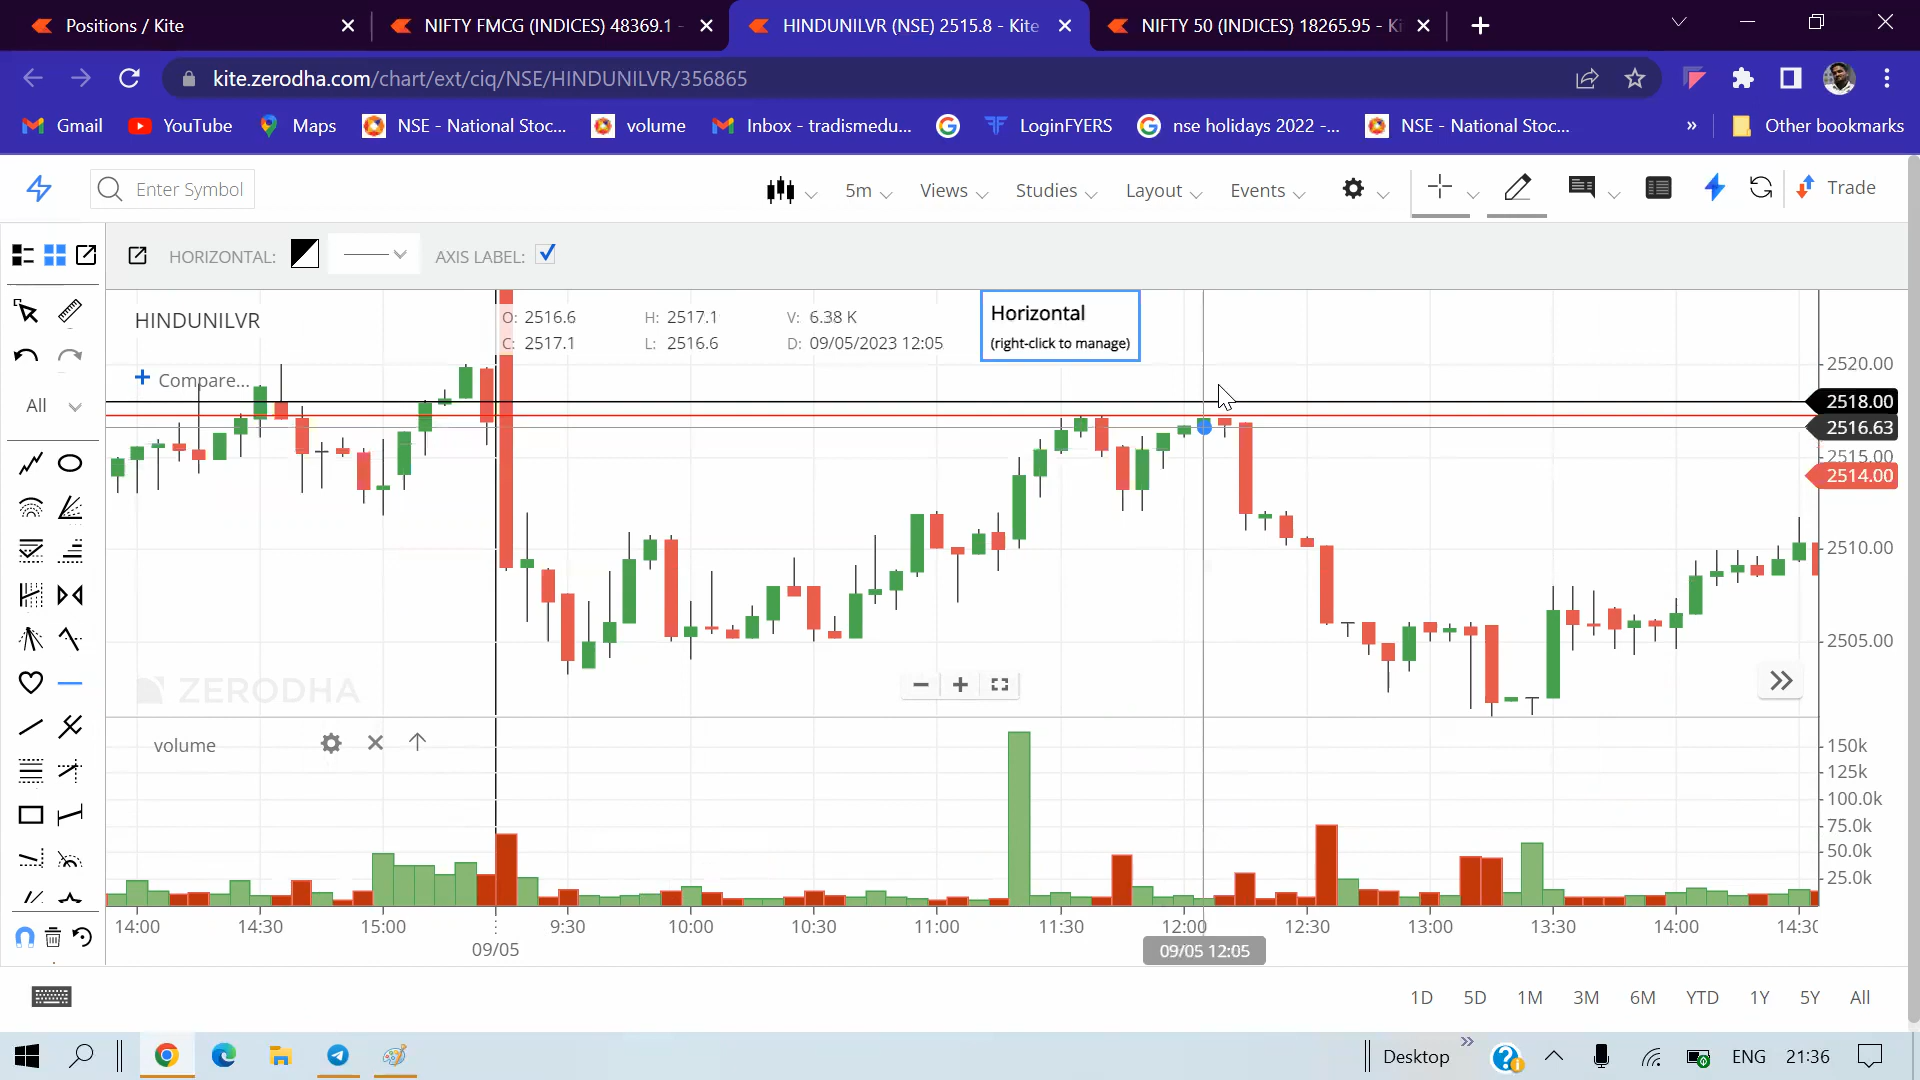 Positions / Kite
NIFTY FMCG (INDICES) 48369.1 -
HINDUNILVR (NSE) 2515.8 - Kite
NIFTY 50 (INDICES) 18265.95 - Ki
kite.zerodha.com/chart/ext/ciq/NSE/HINDUNILVR/356865
Gmail
YouTube
Maps
NSE - National Stoc...
volume
Inbox - tradismedu...
LoginFYERS
nse holidays 2022 -...
NSE - National Stoc...
»
Other bookmarks
Enter Symbol
5m
Views
Studies
Layout
Events
Trade
HORIZONTAL:
AXIS LABEL:
HINDUNILVR
O: 2516.6 H: 2517.1 V: 6.38 K
C: 2517.1 L: 2516.6 D: 09/05/2023 12:05
Horizontal
(right-click to manage)
+ Compare...
All
2520.00
2518.00
2516.63
2515.00
2514.00
2510.00
2505.00
ZERODHA
volume
150k
125k
100.0k
75.0k
50.0k
25.0k
14:00 14:30 15:00 9:30 10:00 10:30 11:00 11:30 12:00 12:30 13:00 13:30 14:00 14:30
09/05
09/05 12:05
1D 5D 1M 3M 6M YTD 1Y 5Y All
Desktop
»
ENG
21:36